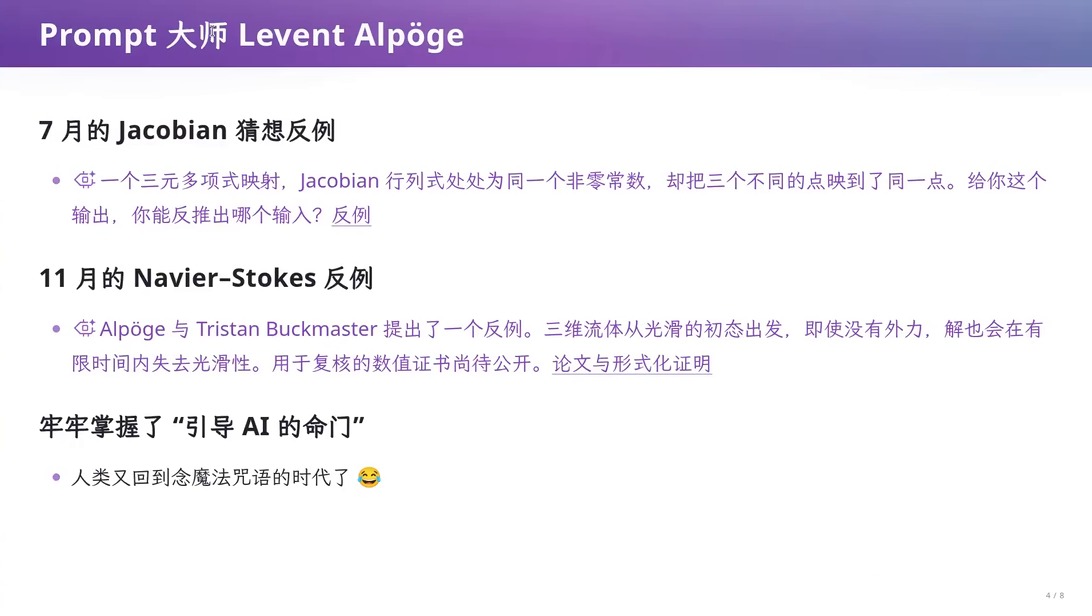 Prompt 大师 Levent Alpöge
7 月的 Jacobian 猜想反例
一个三元多项式映射，Jacobian 行列式处处为同一个非零常数，却把三个不同的点映到了同一点。给你这个
输出，你能反推出哪个输入？反例
11 月的 Navier–Stokes 反例
Alpöge 与 Tristan Buckmaster 提出了一个反例。三维流体从光滑的初态出发，即使没有外力，解也会在有
限时间内失去光滑性。用于复核的数值证书尚待公开。论文与形式化证明
牢牢掌握了 “引导 AI 的命门”
人类又回到念魔法咒语的时代了 😂
4 / 8